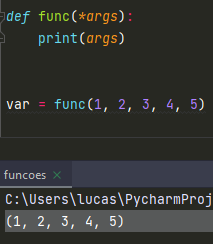 def func(*args):
    print(args)
var = func(1, 2, 3, 4, 5)
funcoes ×
C:\Users\lucas\PycharmProj
(1, 2, 3, 4, 5)